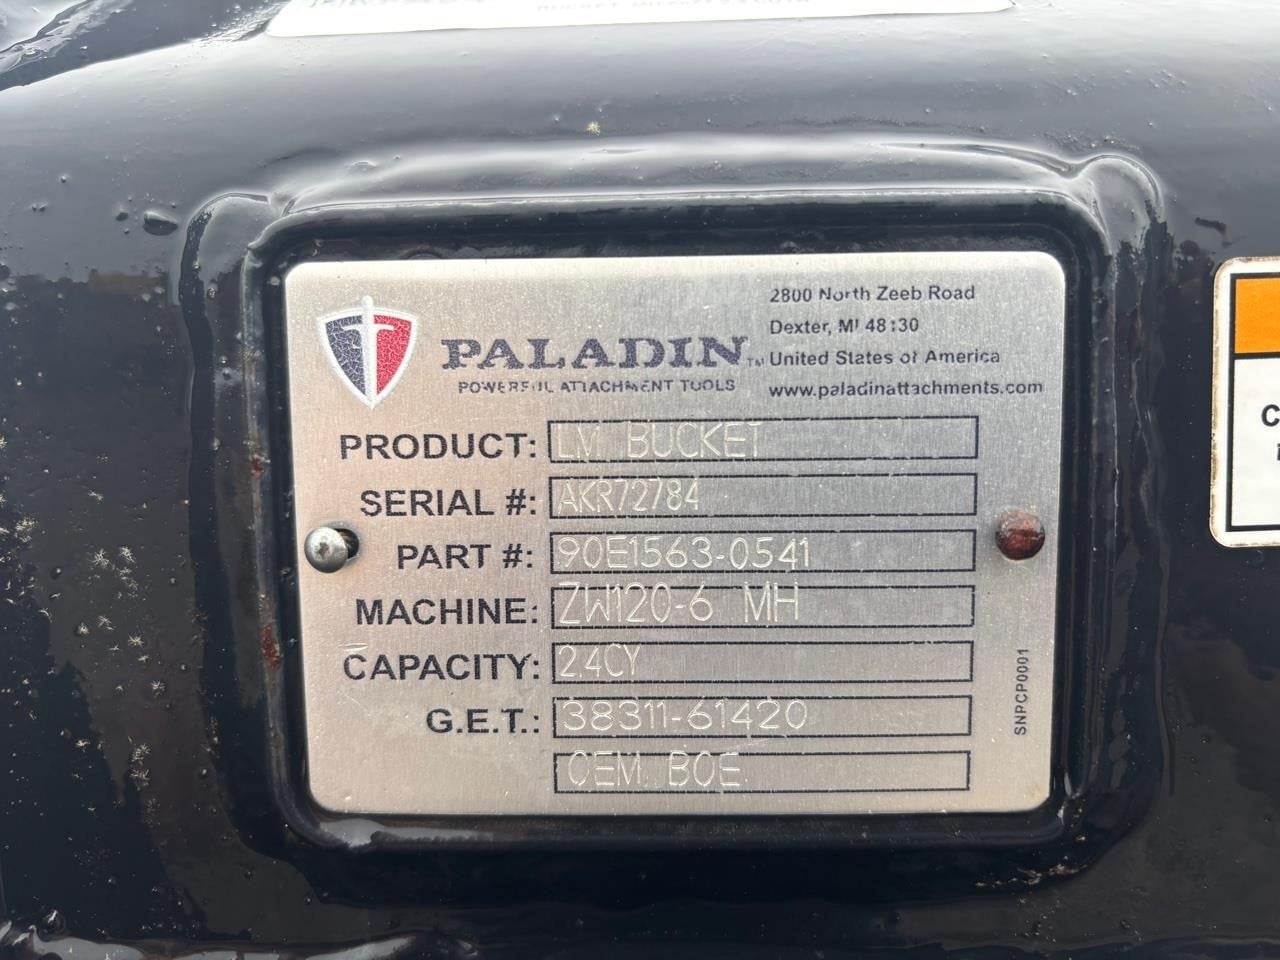 2800 North Zeeb Road
Dexter, MI 48130
United States of America
www.paladinattachments.com
PALADIN TM
POWERFUL ATTACHMENT TOOLS
PRODUCT: LM BUCKET
SERIAL #: AKR72784
PART #: 90E1563-0541
MACHINE: ZW120-6 MH
CAPACITY: 2.4CY
G.E.T.: 38311-61420
OEM BOE
SNPCP0001